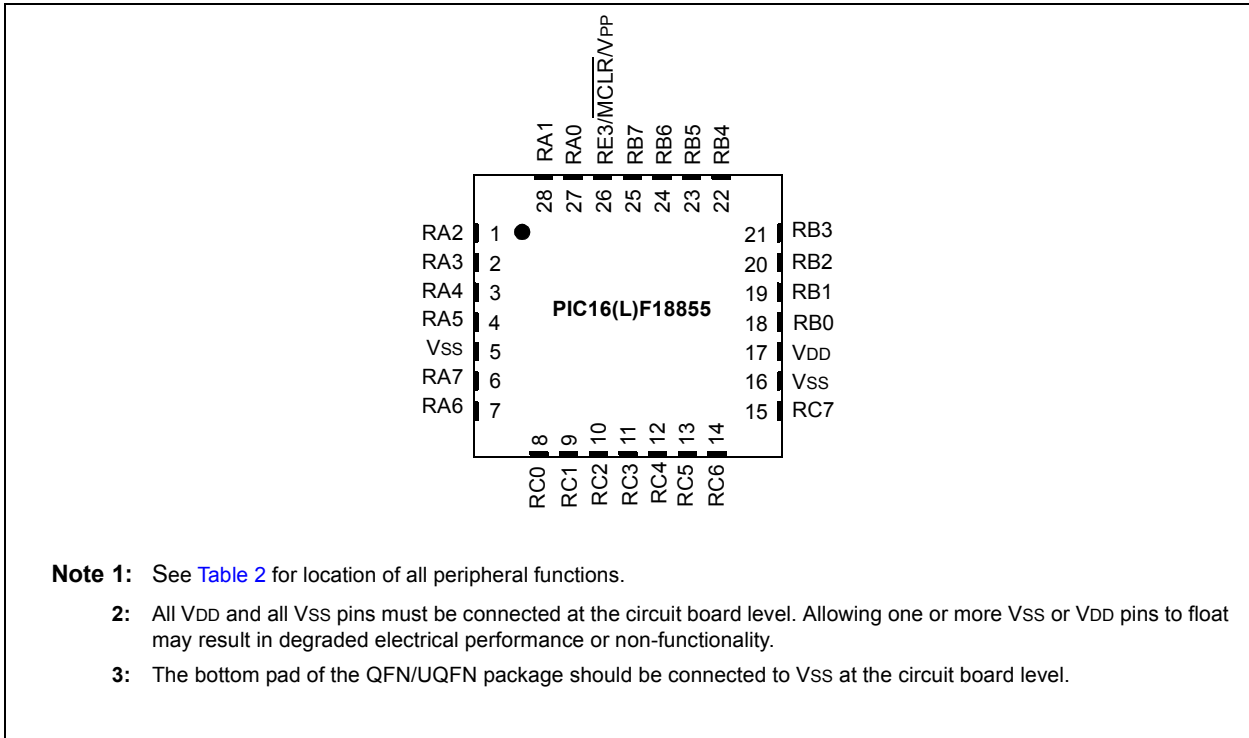 RE3/MCLR/VPP
RA1 RA0 RB7 RB6 RB5 RB4
28 27 26 25 24 23 22
RA2 1 21 RB3
RA3 2 20 RB2
RA4 3 19 RB1
RA5 4 PIC16(L)F18855 18 RB0
VSS 5 17 VDD
RA7 6 16 VSS
RA6 7 15 RC7
8 9 10 11 12 13 14
RC0 RC1 RC2 RC3 RC4 RC5 RC6
Note 1: See Table 2 for location of all peripheral functions.
2: All VDD and all VSS pins must be connected at the circuit board level. Allowing one or more VSS or VDD pins to float
may result in degraded electrical performance or non-functionality.
3: The bottom pad of the QFN/UQFN package should be connected to VSS at the circuit board level.